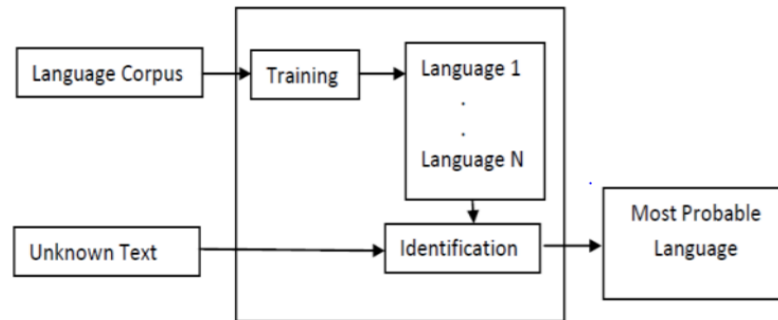 Language Corpus
Training
Language 1
.
.
Language N
Unknown Text
Identification
Most Probable
Language